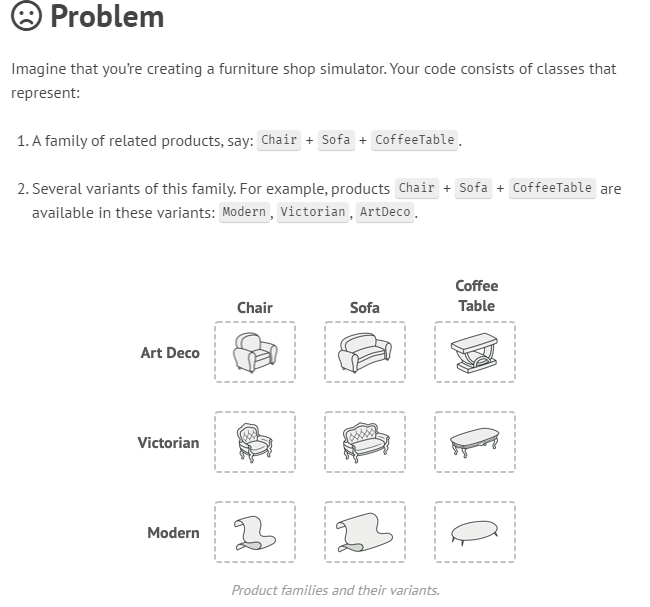 Problem
Imagine that you’re creating a furniture shop simulator. Your code consists of classes that
represent:
1. A family of related products, say: Chair + Sofa + CoffeeTable.
2. Several variants of this family. For example, products Chair + Sofa + CoffeeTable are
available in these variants: Modern, Victorian, ArtDeco.
Coffee
Chair Sofa Table
Art Deco
Victorian
Modern
Product families and their variants.